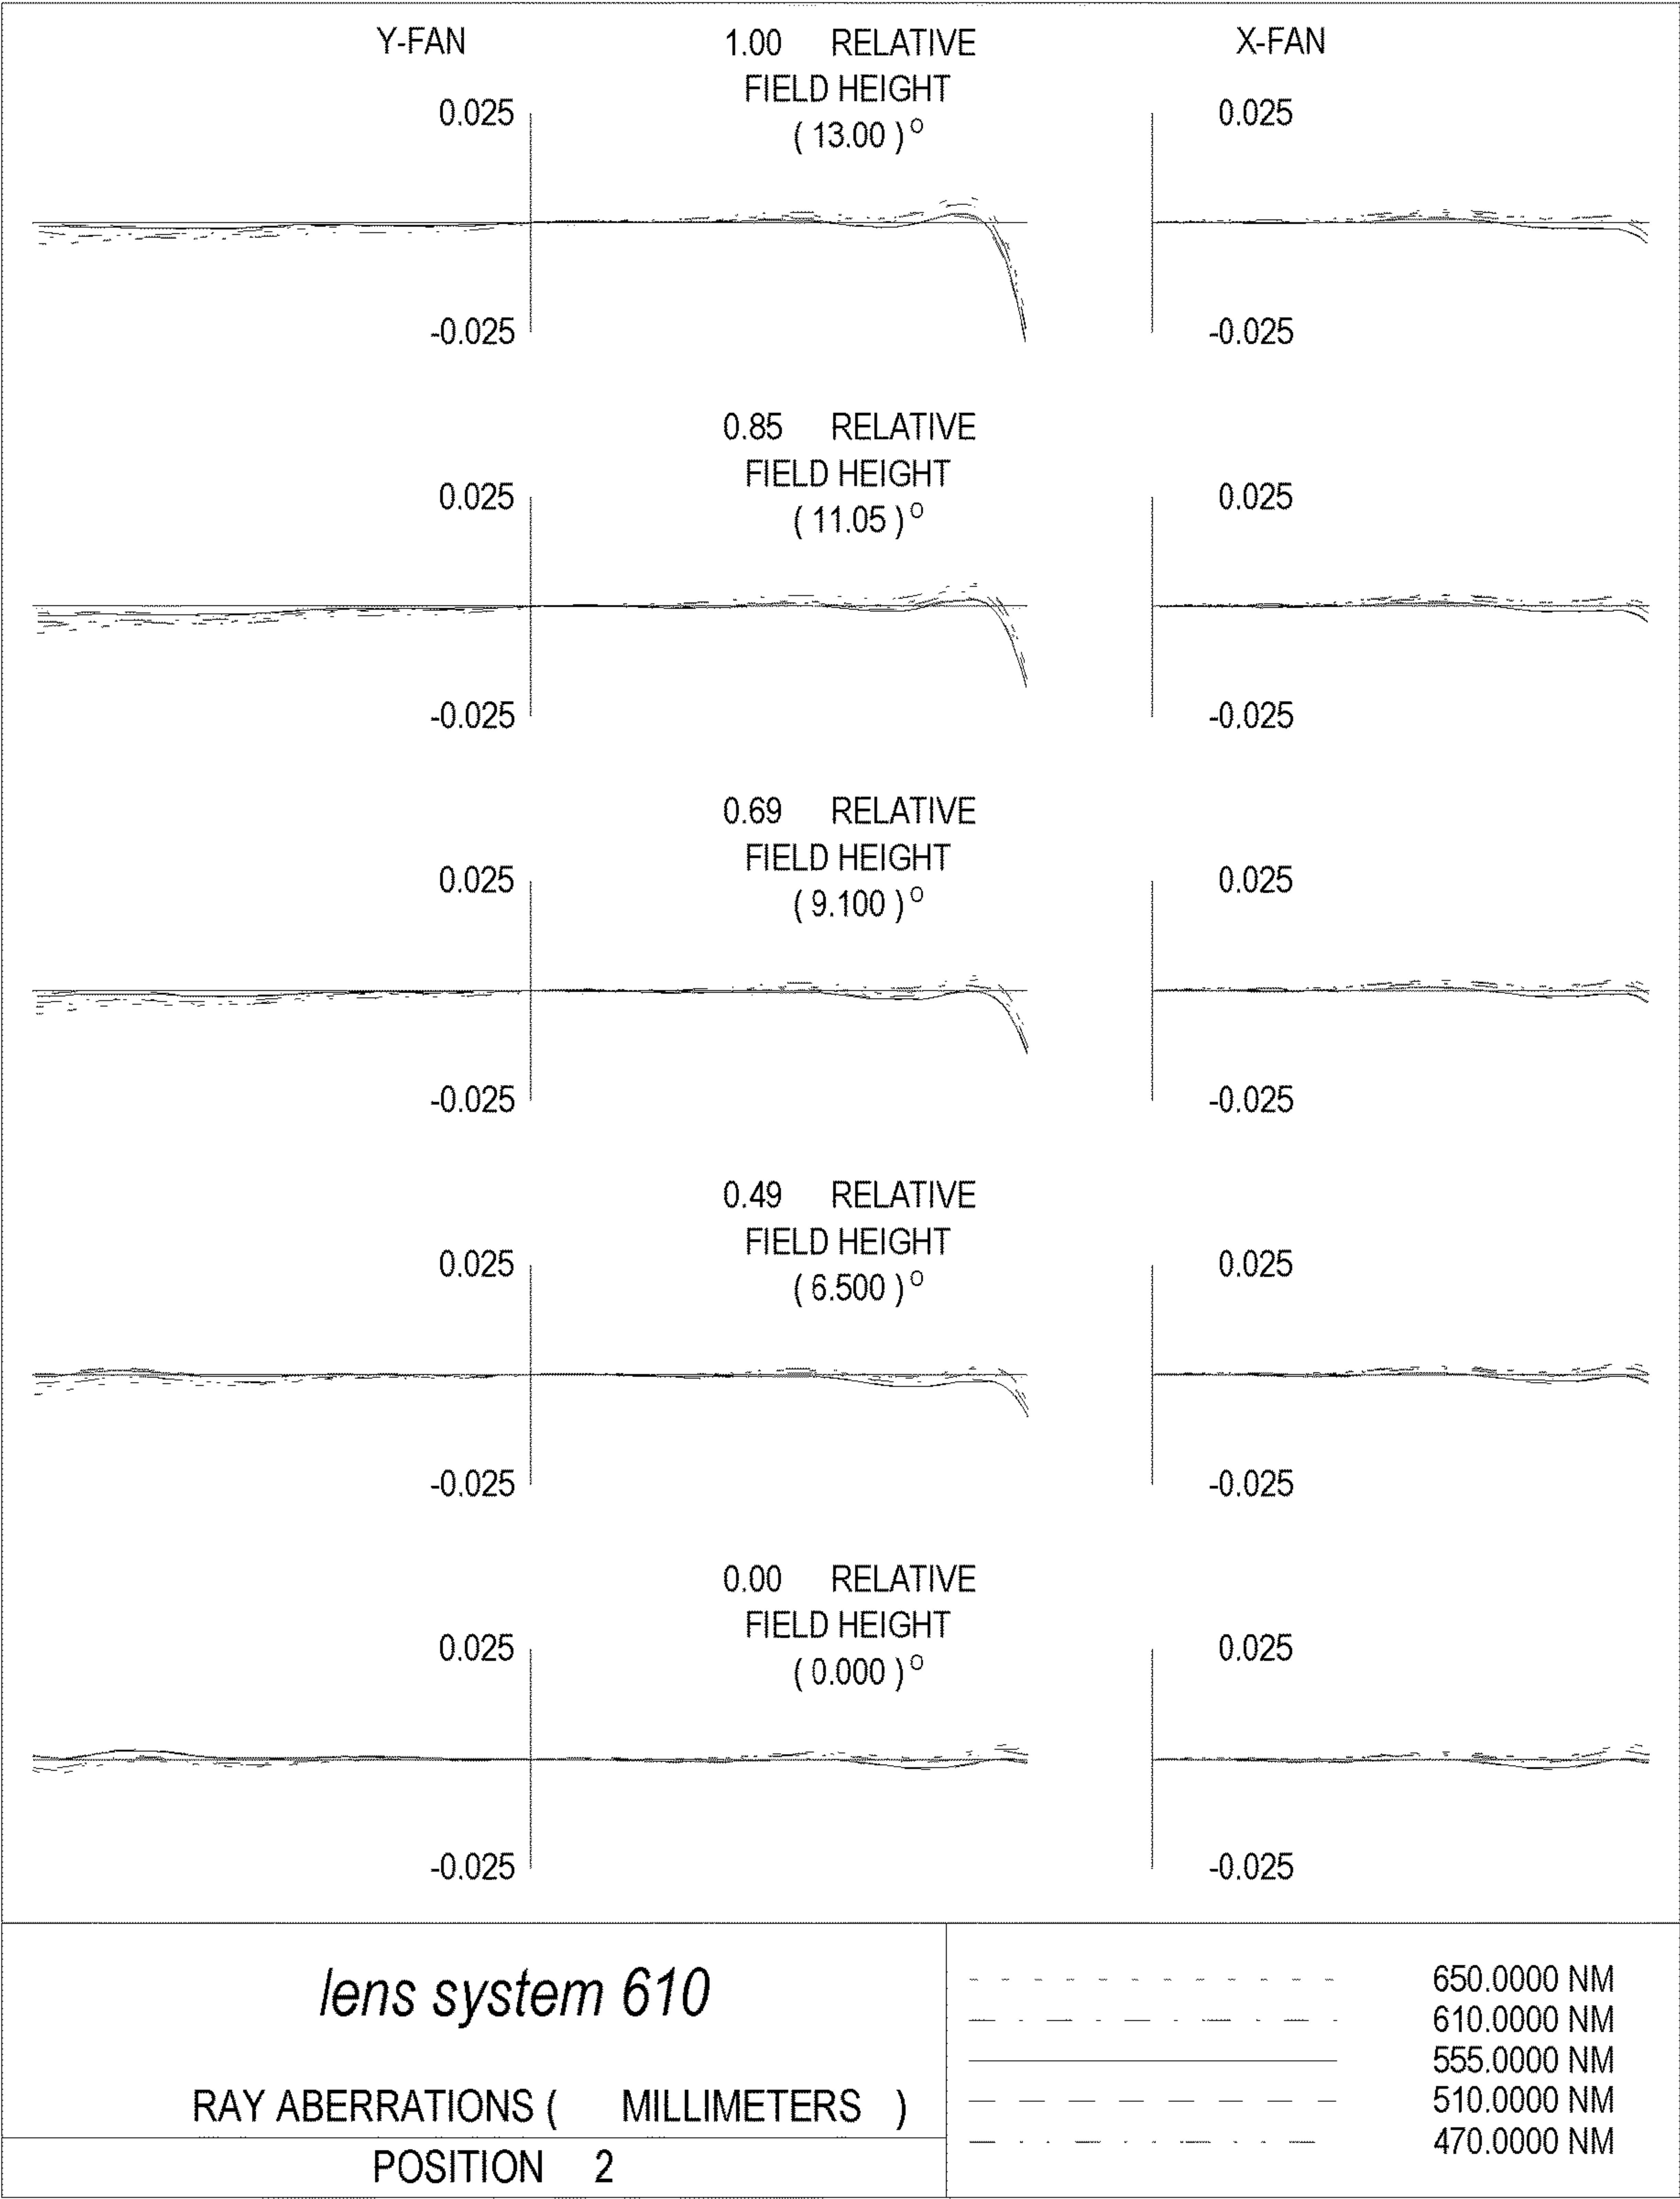 Y-FAN 1.00 RELATIVE X-FAN
FIELD HEIGHT
0.025 ( 13.00 )º 0.025
-0.025 -0.025
0.85 RELATIVE
FIELD HEIGHT
0.025 ( 11.05 )º 0.025
-0.025 -0.025
0.69 RELATIVE
FIELD HEIGHT
0.025 ( 9.100 )º 0.025
-0.025 -0.025
0.49 RELATIVE
FIELD HEIGHT
0.025 ( 6.500 )º 0.025
-0.025 -0.025
0.00 RELATIVE
FIELD HEIGHT
0.025 ( 0.000 )º 0.025
-0.025 -0.025
lens system 610
RAY ABERRATIONS ( MILLIMETERS )
POSITION 2
650.0000 NM
610.0000 NM
555.0000 NM
510.0000 NM
470.0000 NM